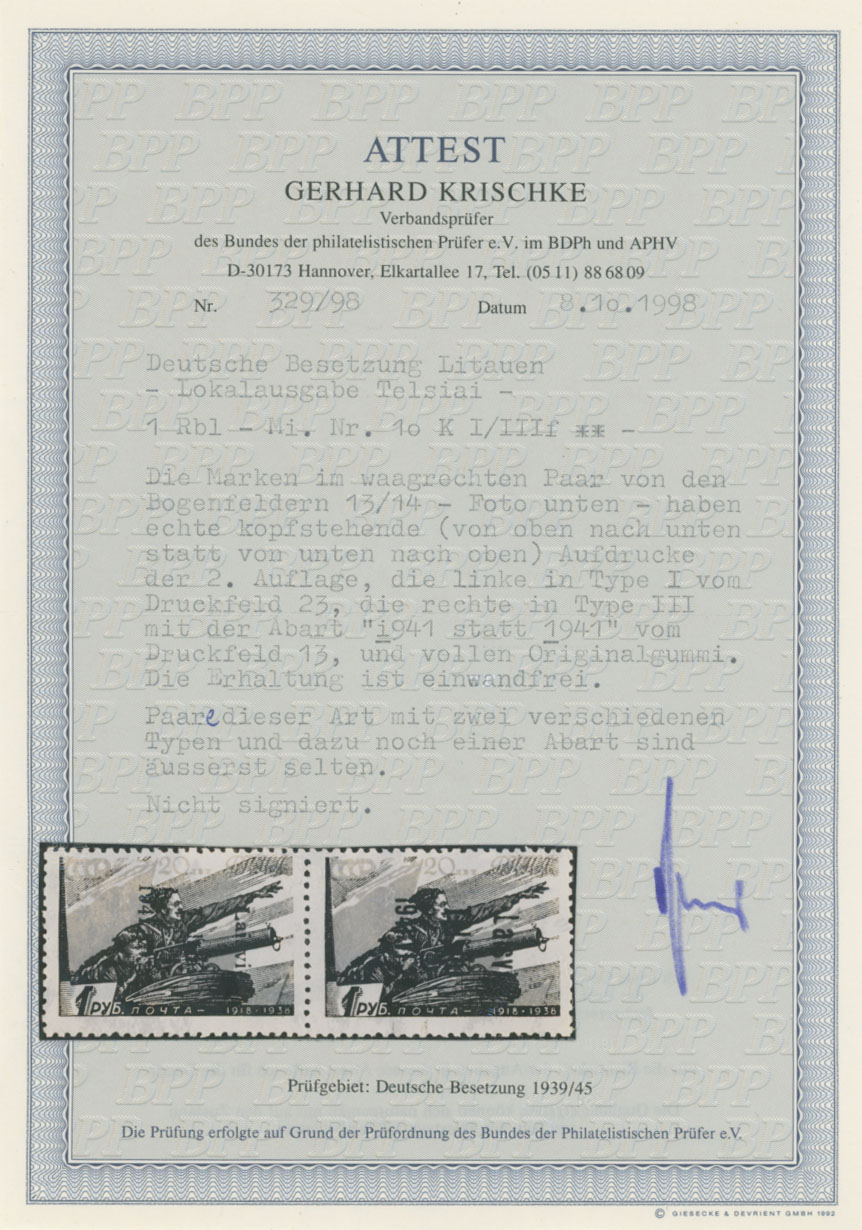 ATTEST
GERHARD KRISCHKE
Verbandsprüfer
des Bundes der philatelistischen Prüfer e.V. im BDPh und APHV
D-30173 Hannover, Elkartallee 17, Tel. (05 11) 88 68 09
Nr. 329/98 Datum 8.10.1998
Deutsche Besetzung Litauen
- Lokalausgabe Telsiai -
1 Rbl - Mi. Nr. 1o K I/IIIf ** -
Die Marken im waagrechten Paar von den
Bogenfeldern 13/14 - Foto unten - haben
echte kopfstehende (von oben nach unten
statt von unten nach oben) Aufdrucke
der 2. Auflage, die linke in Type I vom
Druckfeld 23, die rechte in Type III
mit der Abart "i941 statt 1941" vom
Druckfeld 13, und vollen Originalgummi.
Die Erhaltung ist einwandfrei.
Paare dieser Art mit zwei verschiedenen
Typen und dazu noch einer Abart sind
äusserst selten.
Nicht signiert.
1 РУБ. ПОЧТА - 1918 · 1938
1 РУБ. ПОЧТА - 1918 · 1938
Prüfgebiet: Deutsche Besetzung 1939/45
Die Prüfung erfolgte auf Grund der Prüfordnung des Bundes der Philatelistischen Prüfer e.V.
© GIESECKE & DEVRIENT GMBH 1992